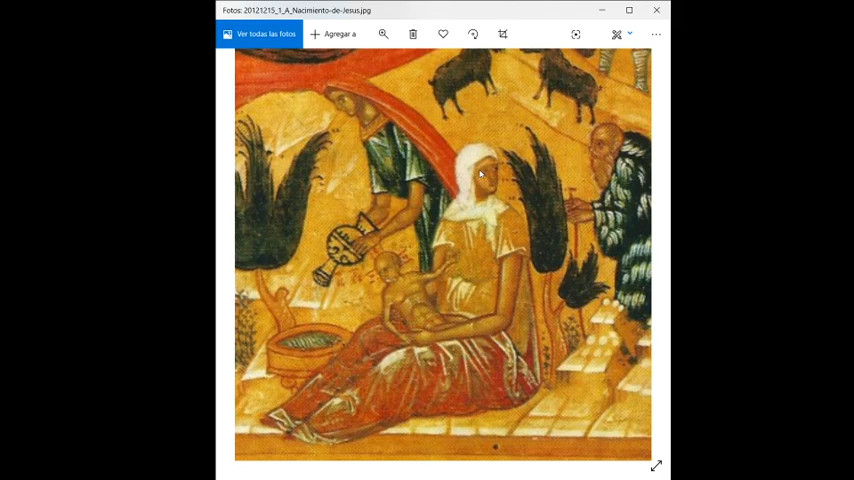 Fotos: 20121215_1_A_Nacimiento-de-Jesus.jpg
Ver todas las fotos
Agregar a